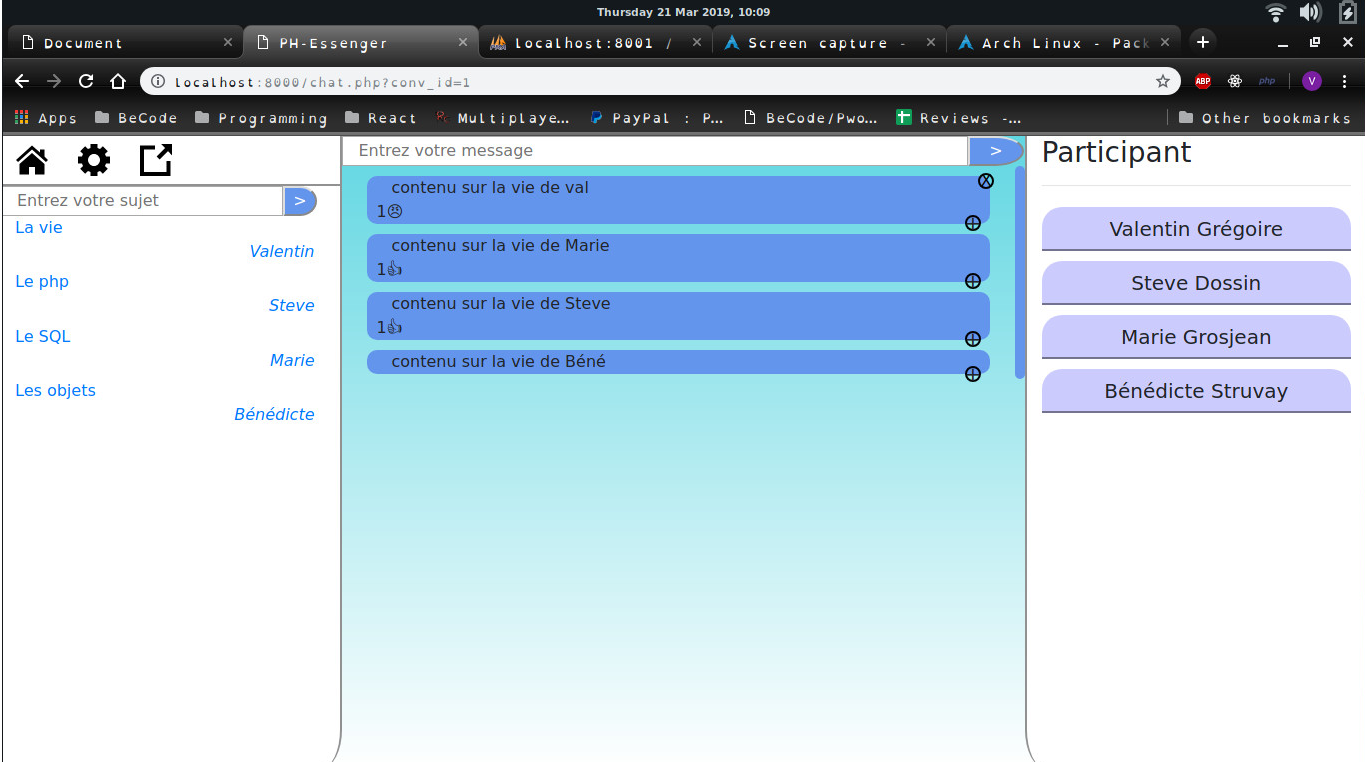 Thursday 21 Mar 2019, 10:09
Document
PH-Essenger
Localhost:8001 /
Screen capture -
Arch Linux - Pack
Localhost:8000/chat.php?conv_id=1
ABP
php
V
Apps
BeCode
Programming
React
Multiplaye...
PayPal : P...
BeCode/Pwo...
Reviews -...
Other bookmarks
Entrez votre sujet
>
La vie
Valentin
Le php
Steve
Le SQL
Marie
Les objets
Bénédicte
Entrez votre message
>
contenu sur la vie de val
1😠
contenu sur la vie de Marie
1👍
contenu sur la vie de Steve
1👍
contenu sur la vie de Béné
Participant
Valentin Grégoire
Steve Dossin
Marie Grosjean
Bénédicte Struvay